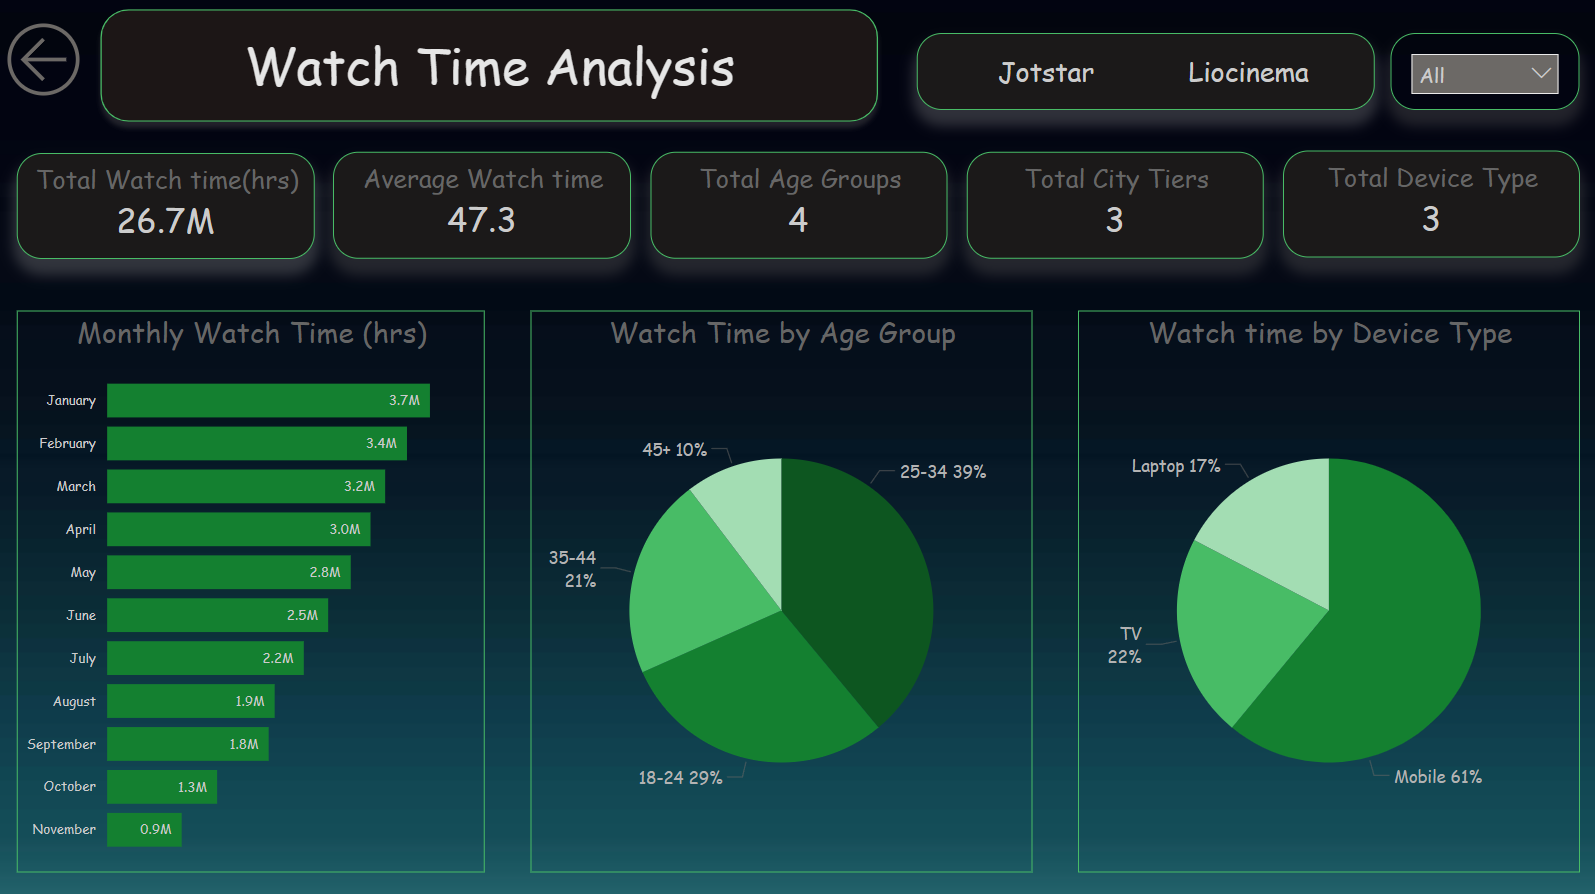 Watch Time Analysis
Jotstar
Liocinema
All
Total Watch time(hrs)
26.7M
Average Watch time
47.3
Total Age Groups
4
Total City Tiers
3
Total Device Type
3
Monthly Watch Time (hrs)
January 3.7M
February 3.4M
March 3.2M
April 3.0M
May 2.8M
June 2.5M
July 2.2M
August 1.9M
September 1.8M
October 1.3M
November 0.9M
Watch Time by Age Group
45+ 10%
25-34 39%
35-44
21%
18-24 29%
Watch time by Device Type
Laptop 17%
TV
22%
Mobile 61%